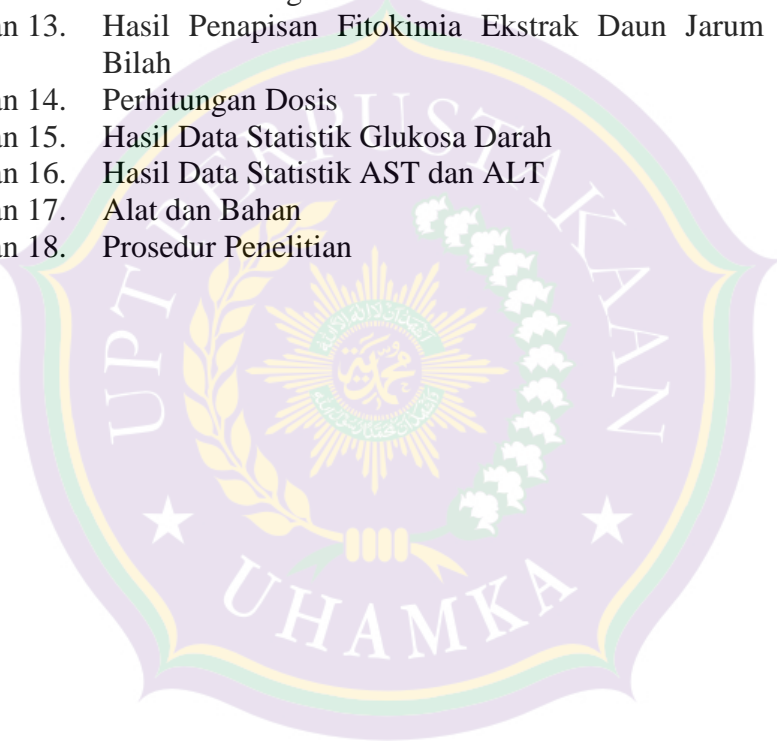 an 13. Hasil Penapisan Fitokimia Ekstrak Daun Jarum
Bilah
an 14. Perhitungan Dosis
an 15. Hasil Data Statistik Glukosa Darah
an 16. Hasil Data Statistik AST dan ALT
an 17. Alat dan Bahan
an 18. Prosedur Penelitian
UPT PERPUSTAKAAN
UHAMKA